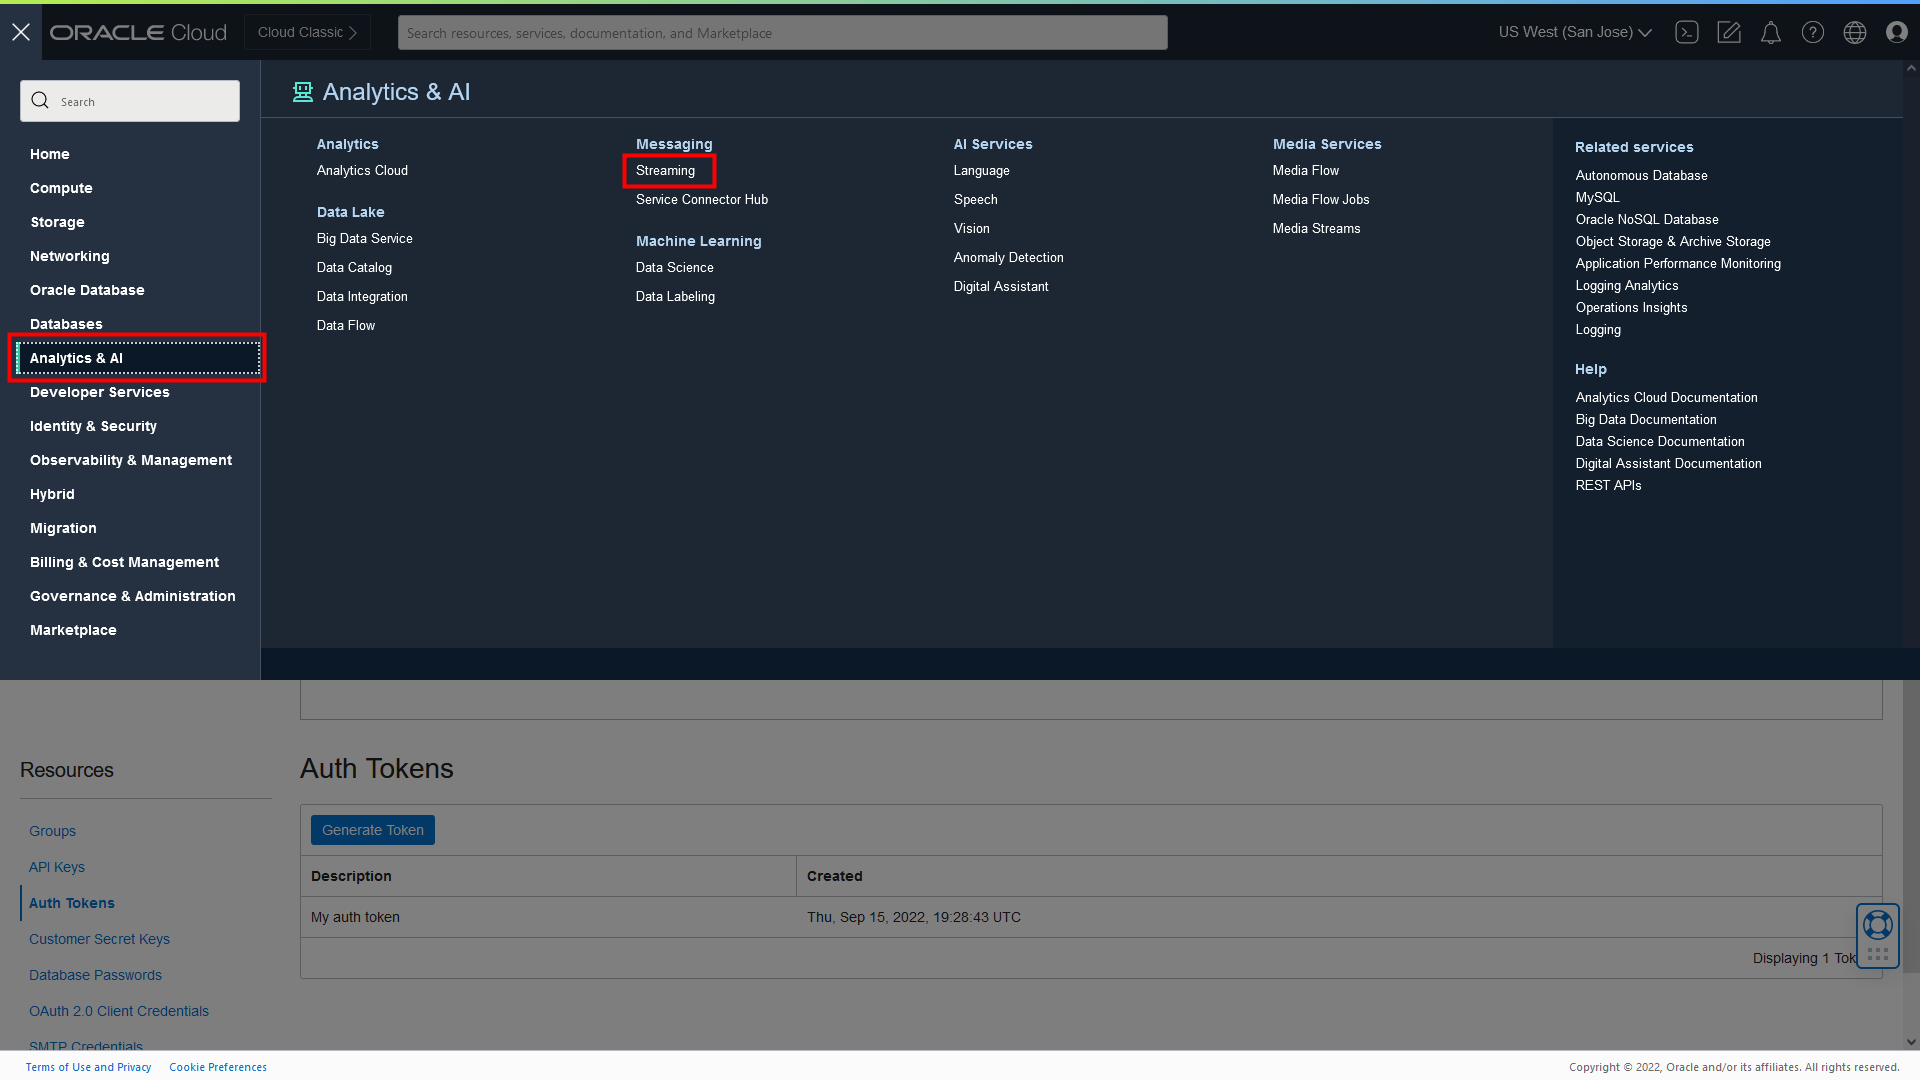 ORACLE Cloud
Cloud Classic
Search resources, services, documentation, and Marketplace
US West (San Jose)
Search
Home
Compute
Storage
Networking
Oracle Database
Databases
Analytics & AI
Developer Services
Identity & Security
Observability & Management
Hybrid
Migration
Billing & Cost Management
Governance & Administration
Marketplace
Analytics & AI
Analytics
Analytics Cloud
Data Lake
Big Data Service
Data Catalog
Data Integration
Data Flow
Messaging
Streaming
Service Connector Hub
Machine Learning
Data Science
Data Labeling
AI Services
Language
Speech
Vision
Anomaly Detection
Digital Assistant
Media Services
Media Flow
Media Flow Jobs
Media Streams
Related services
Autonomous Database
MySQL
Oracle NoSQL Database
Object Storage & Archive Storage
Application Performance Monitoring
Logging Analytics
Operations Insights
Logging
Help
Analytics Cloud Documentation
Big Data Documentation
Data Science Documentation
Digital Assistant Documentation
REST APIs
Resources
Groups
API Keys
Auth Tokens
Customer Secret Keys
Database Passwords
OAuth 2.0 Client Credentials
SMTP Credentials
Auth Tokens
Generate Token
Description Created
My auth token Thu, Sep 15, 2022, 19:28:43 UTC
Displaying 1 Tok
Terms of Use and Privacy Cookie Preferences
Copyright © 2022, Oracle and/or its affiliates. All rights reserved.